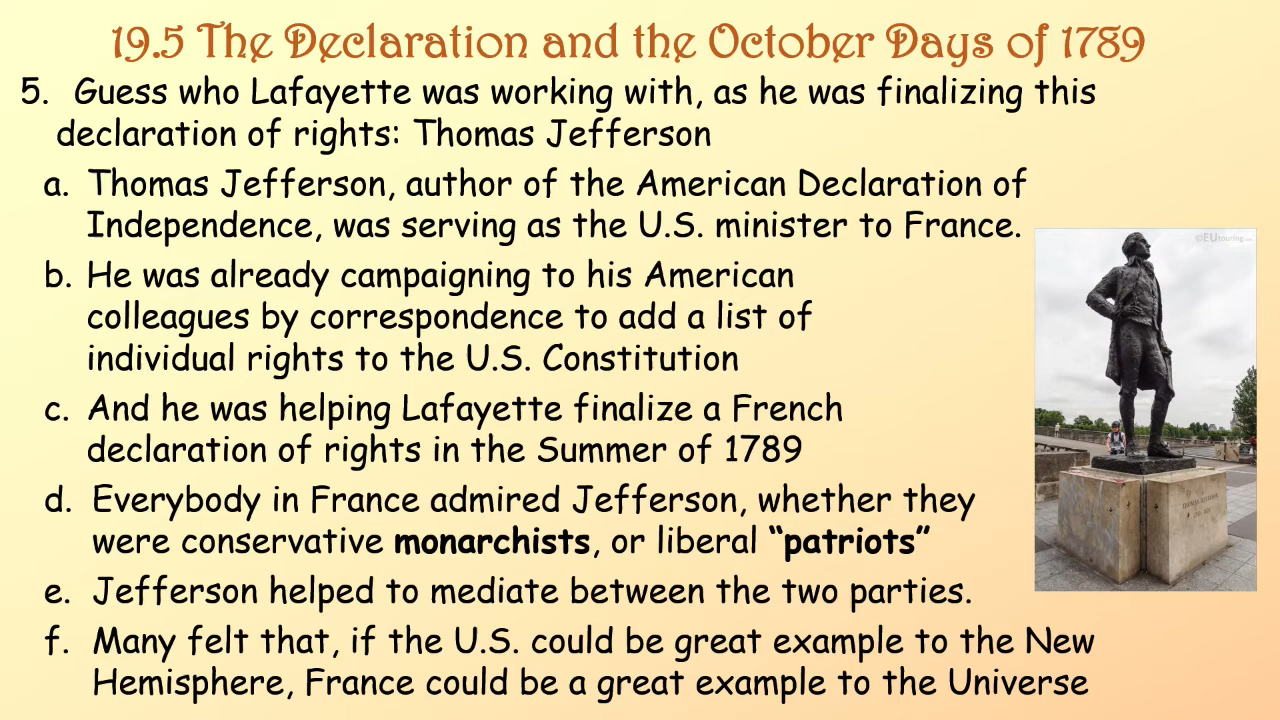 19.5 The Declaration and the October Days of 1789
5. Guess who Lafayette was working with, as he was finalizing this
declaration of rights: Thomas Jefferson
a. Thomas Jefferson, author of the American Declaration of
Independence, was serving as the U.S. minister to France.
b. He was already campaigning to his American
colleagues by correspondence to add a list of
individual rights to the U.S. Constitution
c. And he was helping Lafayette finalize a French
declaration of rights in the Summer of 1789
d. Everybody in France admired Jefferson, whether they
were conservative monarchists, or liberal “patriots”
e. Jefferson helped to mediate between the two parties.
f. Many felt that, if the U.S. could be great example to the New
Hemisphere, France could be a great example to the Universe
©EUtouring.com